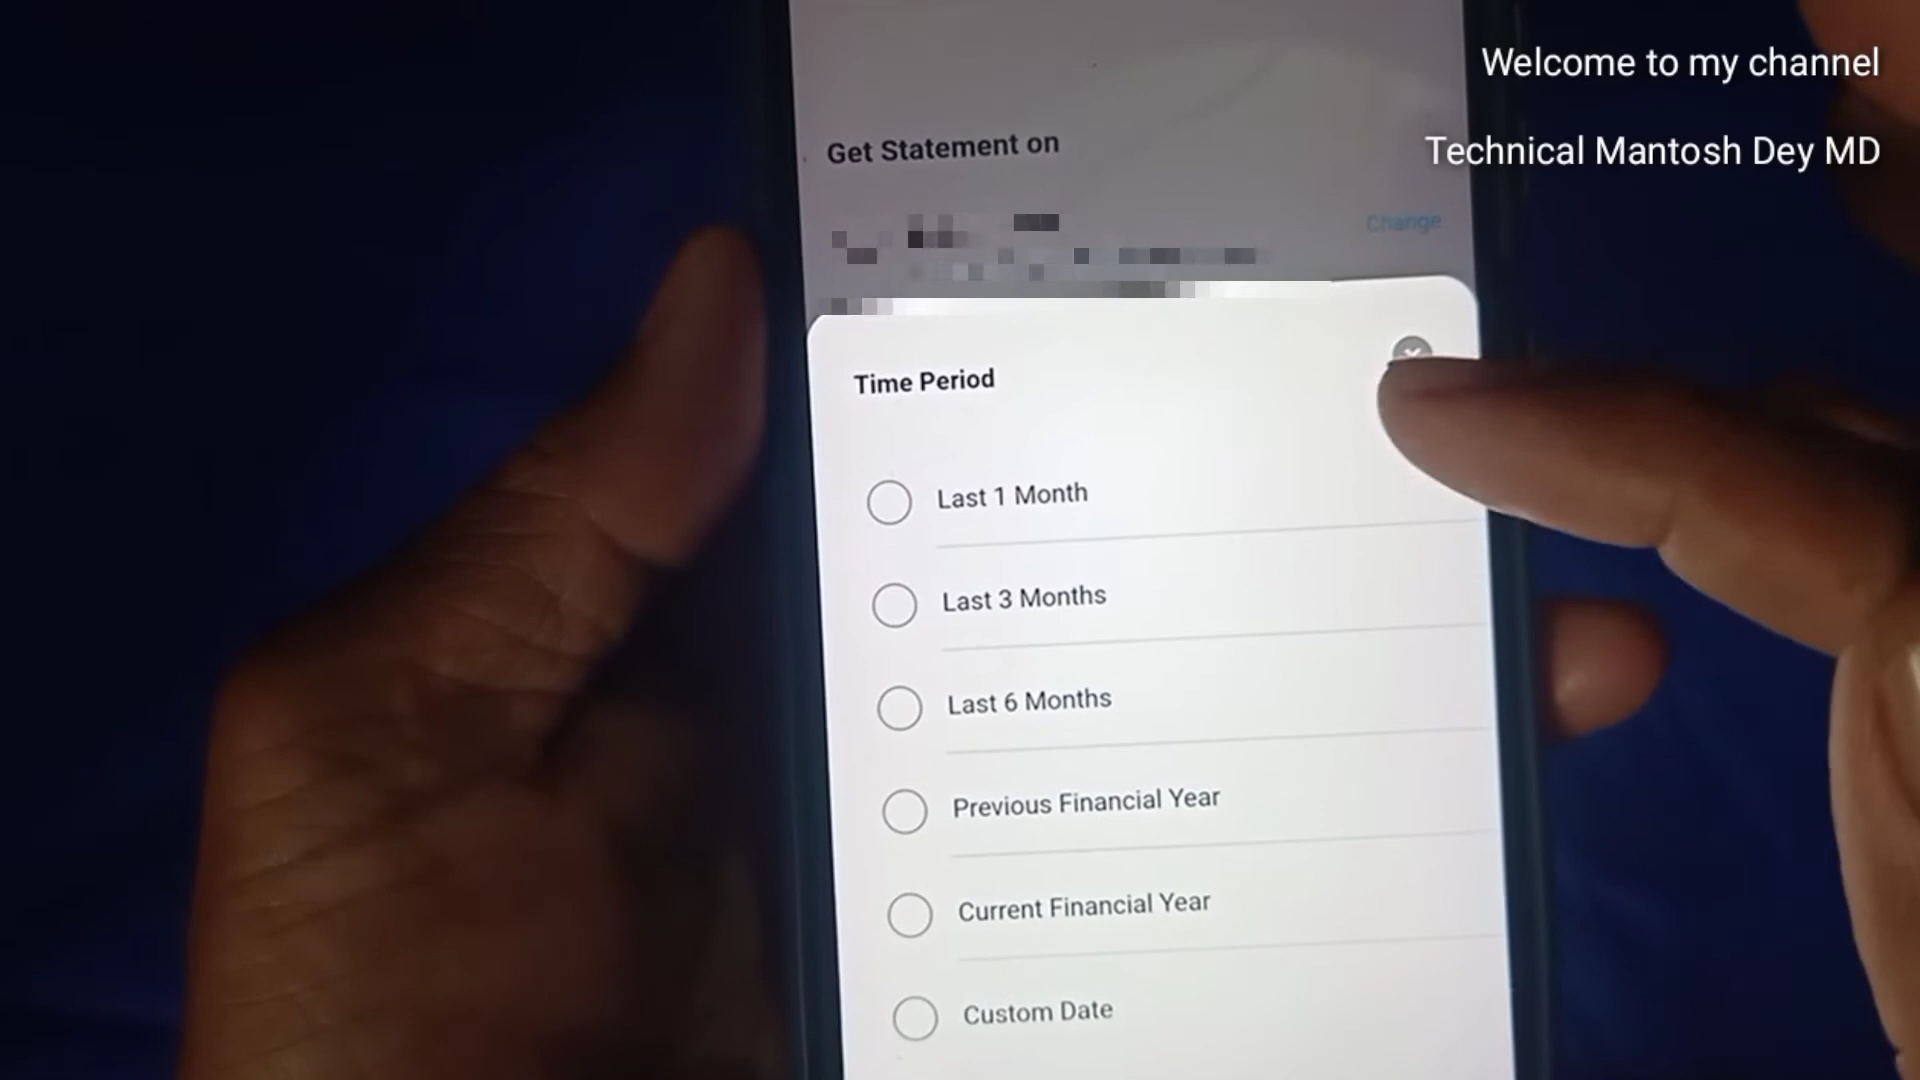 Welcome to my channel
Technical Mantosh Dey MD
Get Statement on
Change
Time Period
Last 1 Month
Last 3 Months
Last 6 Months
Previous Financial Year
Current Financial Year
Custom Date